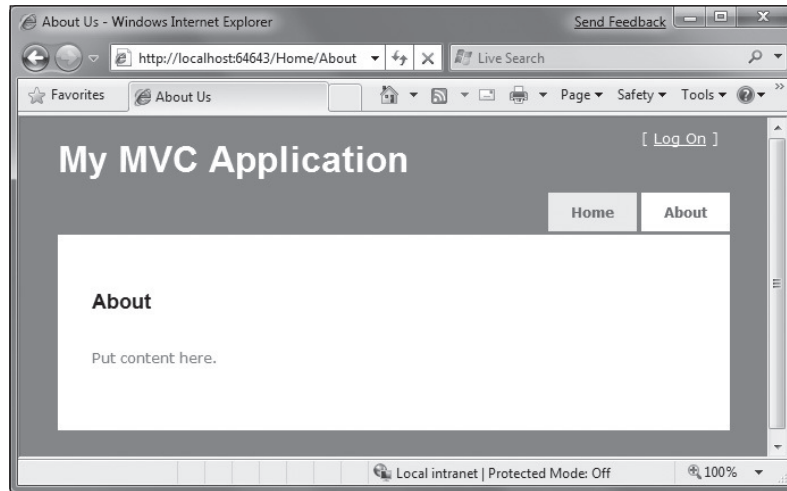 About Us - Windows Internet Explorer
Send Feedback
http://localhost:64643/Home/About
Live Search
Favorites
About Us
Page
Safety
Tools
[ Log On ]
My MVC Application
Home
About
About
Put content here.
Local intranet | Protected Mode: Off
100%